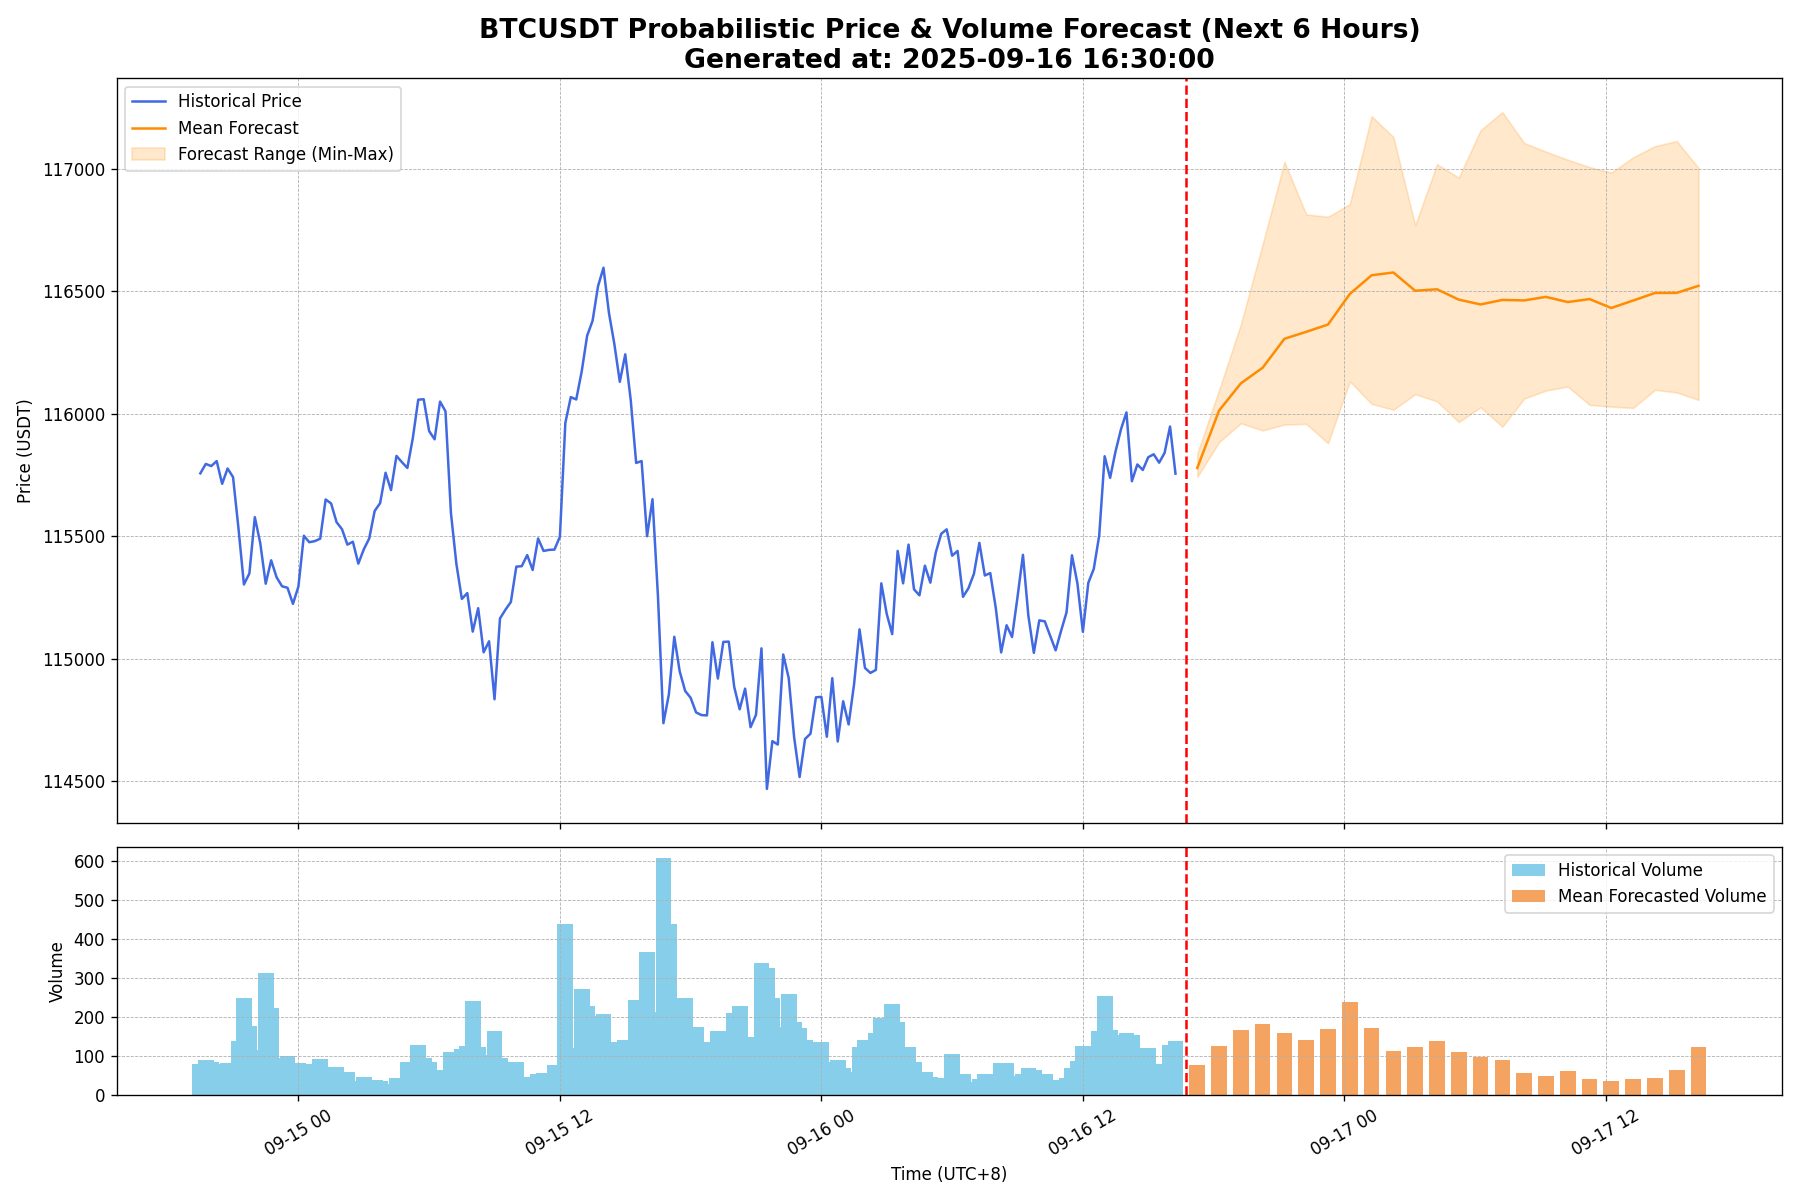 BTCUSDT Probabilistic Price & Volume Forecast (Next 6 Hours)
Generated at: 2025-09-16 16:30:00
Historical Price
Mean Forecast
Forecast Range (Min-Max)
117000
116500
116000
115500
115000
114500
Price (USDT)
Historical Volume
Mean Forecasted Volume
600
500
400
300
200
100
0
Volume
09-15 00
09-15 12
09-16 00
09-16 12
09-17 00
09-17 12
Time (UTC+8)